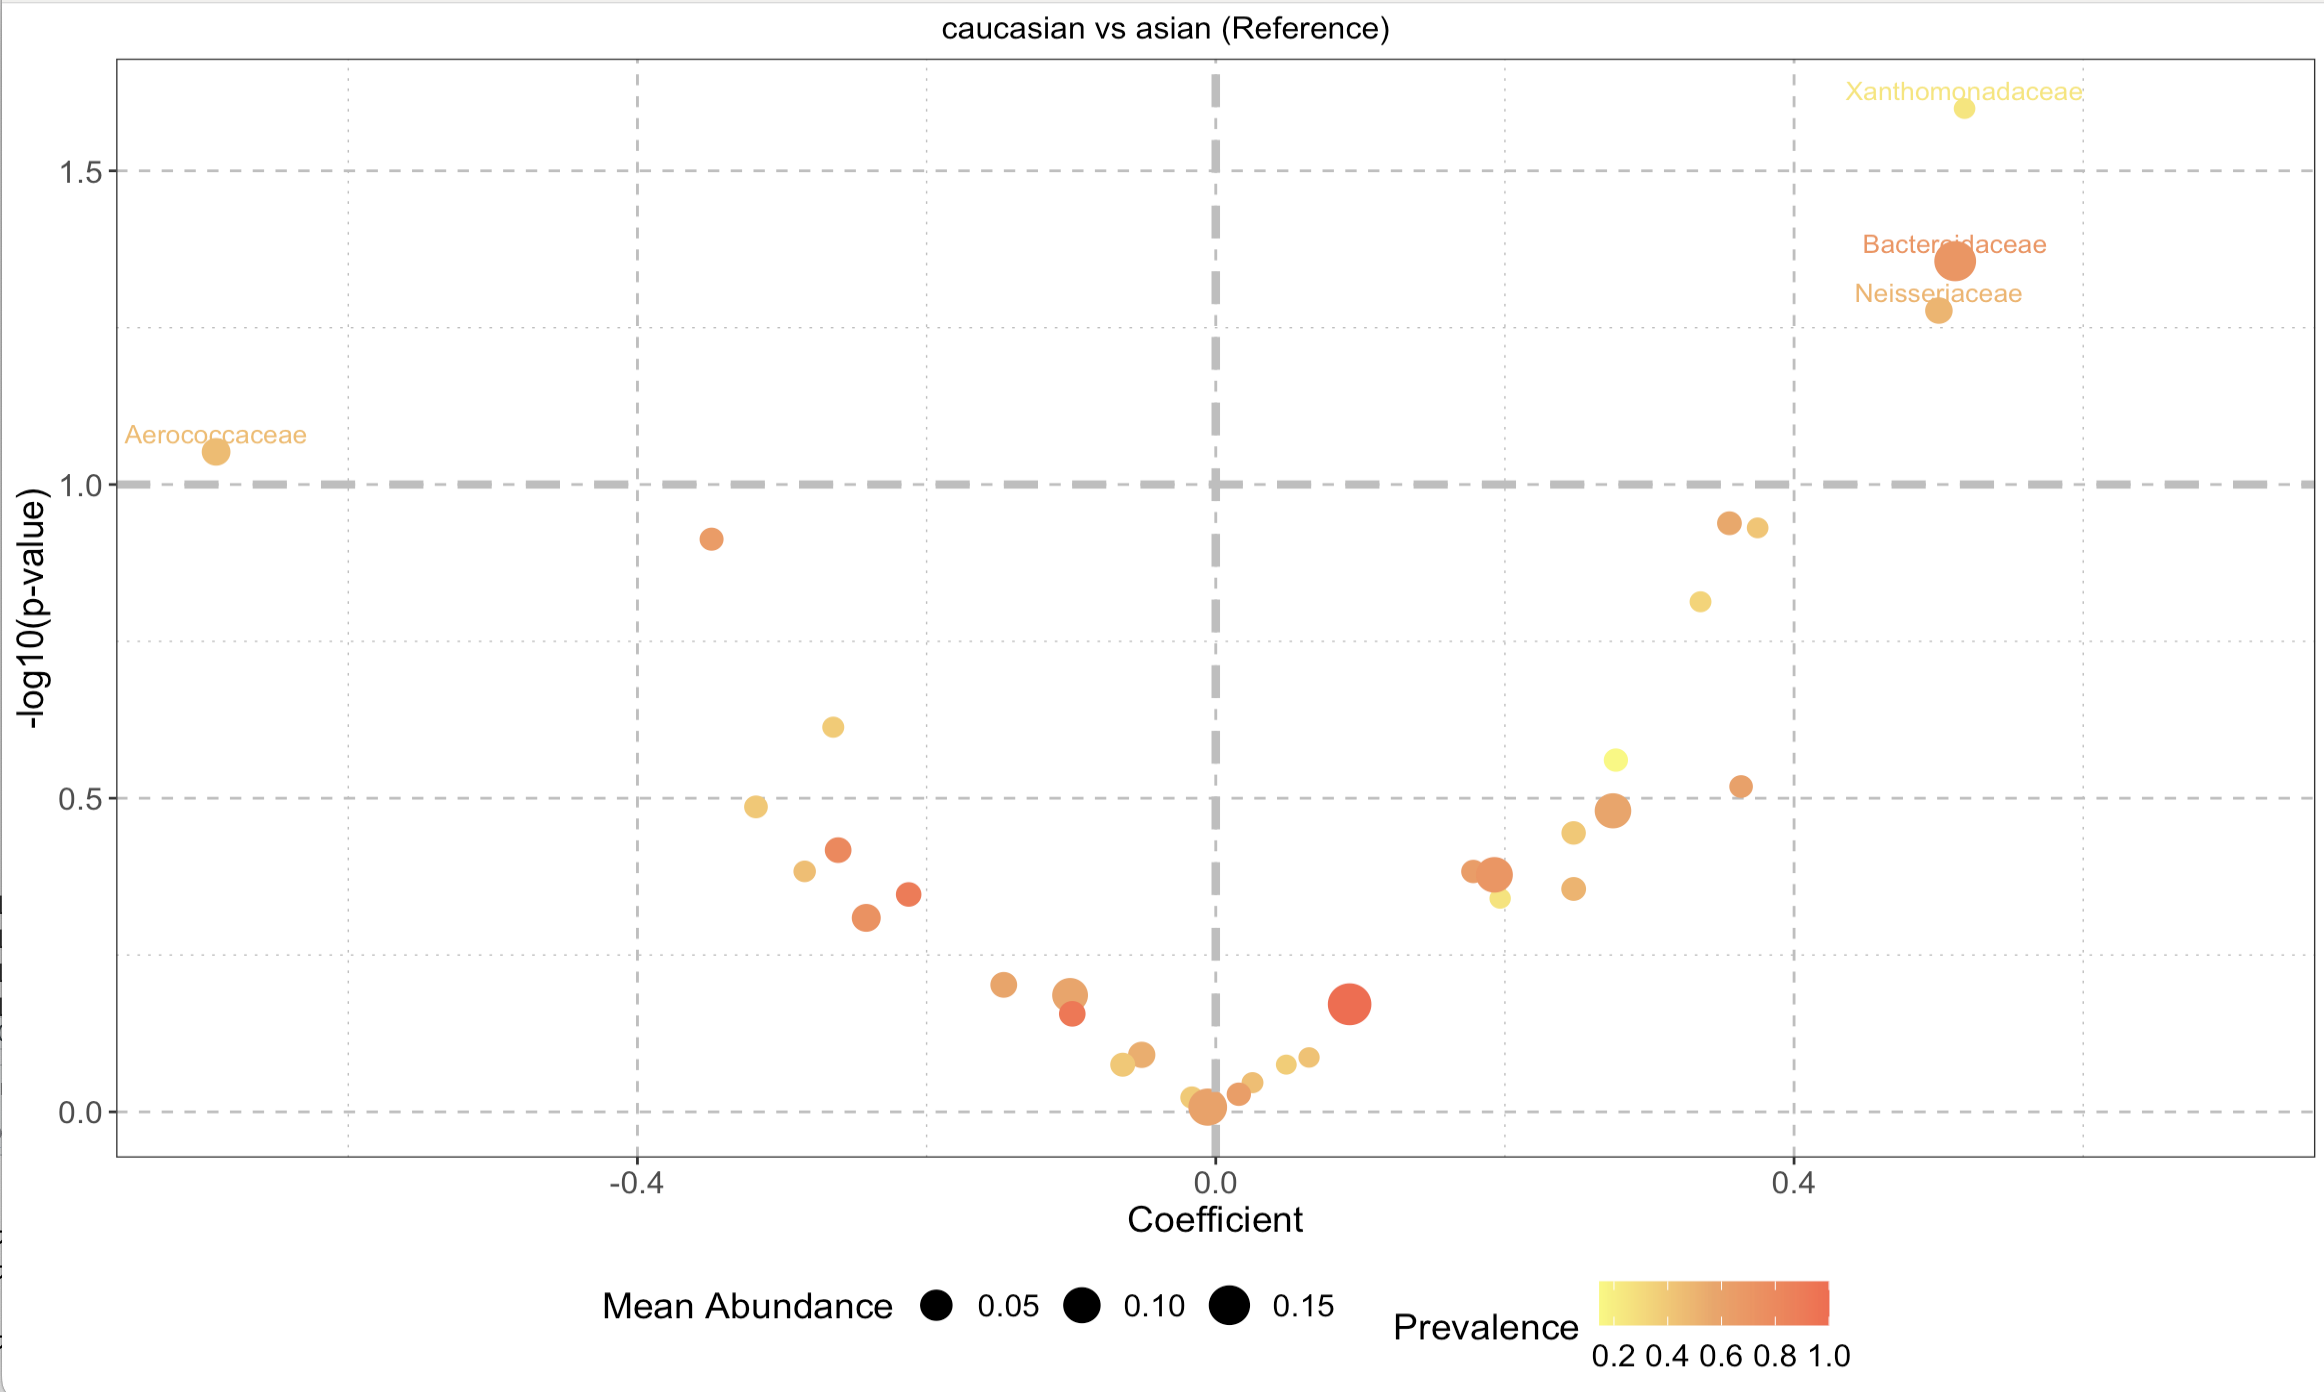 caucasian vs asian (Reference)
Xanthomonadaceae
1.5
Bacteroidaceae
Neisseriaceae
Aerococcaceae
1.0
-log10(p-value)
0.5
0.0
-0.4 0.0 0.4
Coefficient
Mean Abundance 0.05 0.10 0.15
Prevalence
0.2 0.4 0.6 0.8 1.0